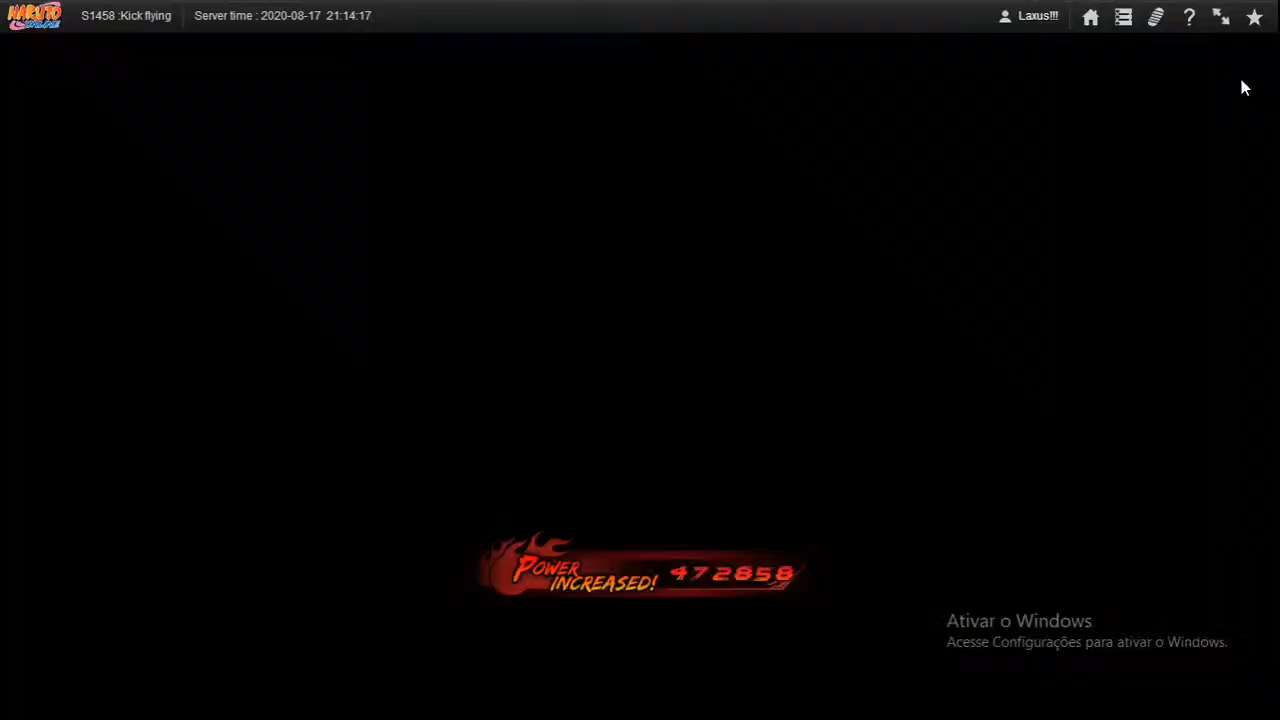 NARUTO ONLINE
S1458 :Kick flying
Server time : 2020-08-17 21:14:17
Laxus!!!
?
POWER INCREASED! 472858
Ativar o Windows
Acesse Configurações para ativar o Windows.